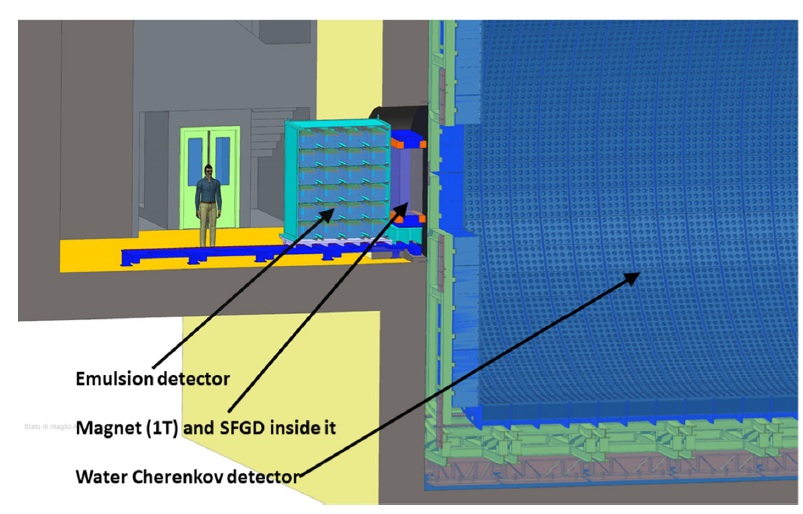 Emulsion detector
Magnet (1T) and SFGD inside it
Water Cherenkov detector